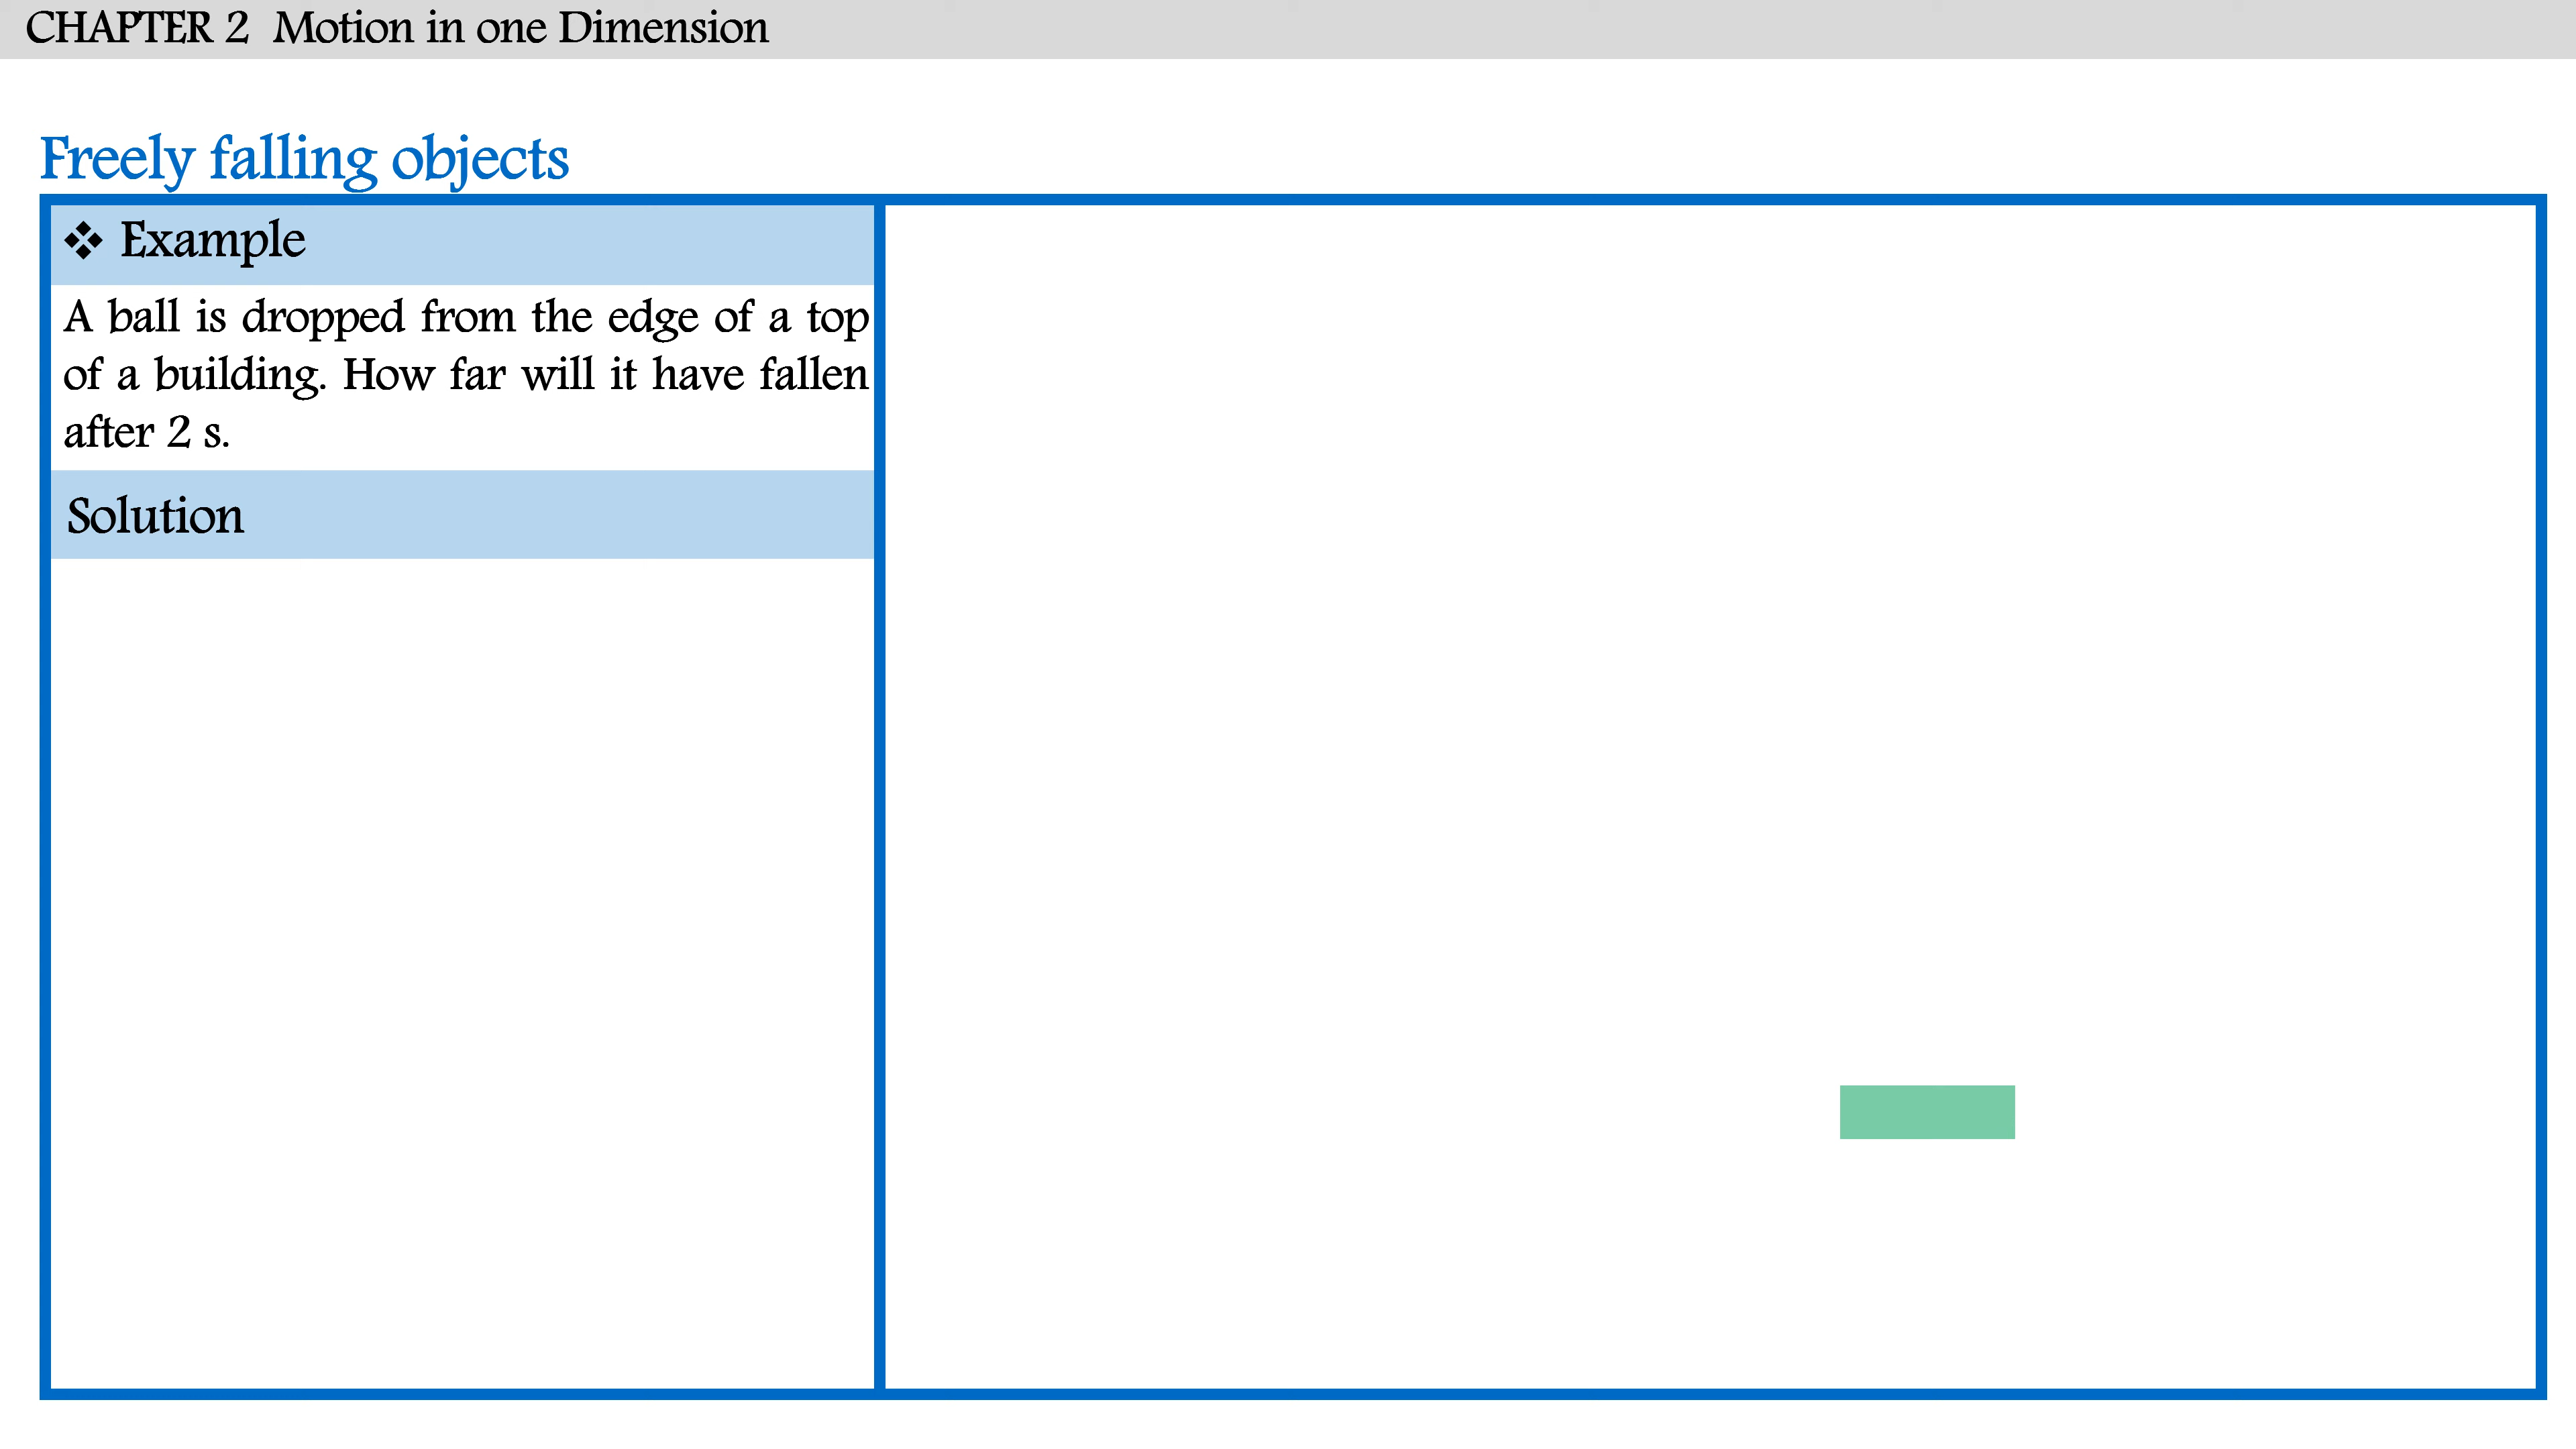 CHAPTER 2 Motion in one Dimension
Freely falling objects
❖ Example
A ball is dropped from the edge of a top
of a building. How far will it have fallen
after 2 s.
Solution